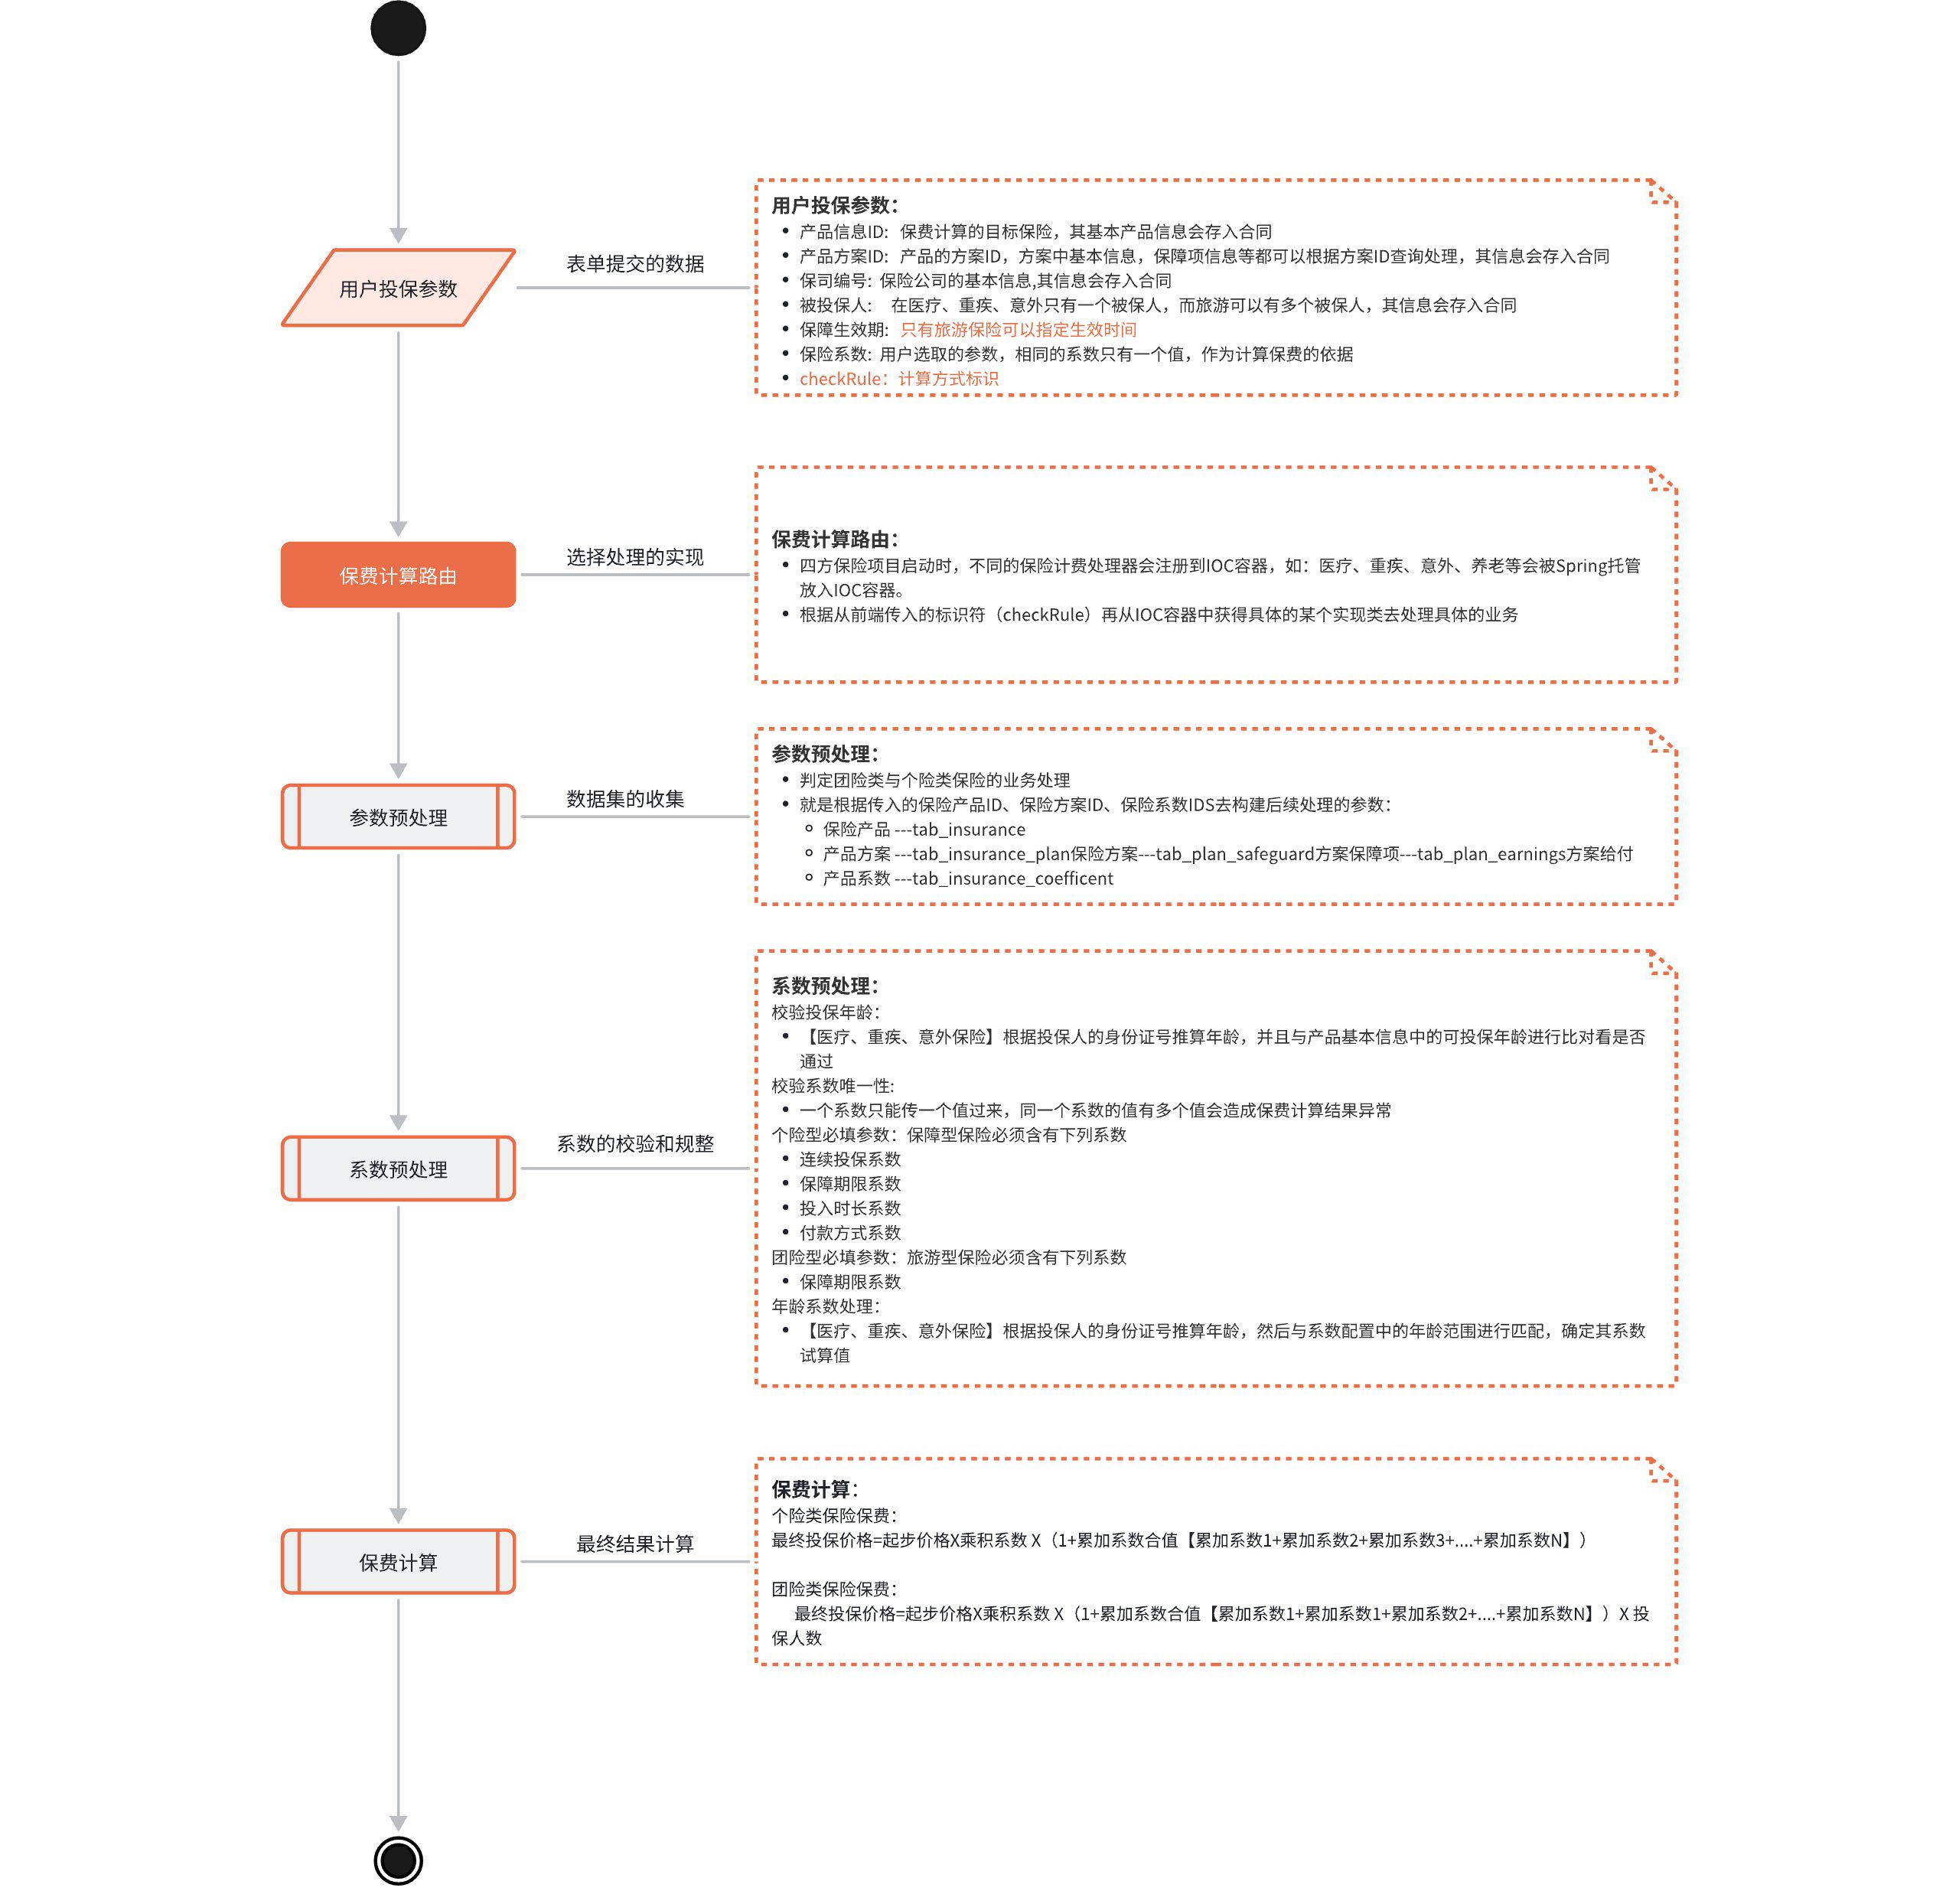 用户投保参数
表单提交的数据
用户投保参数：
产品信息ID: 保费计算的目标保险，其基本产品信息会存入合同
产品方案ID: 产品的方案ID，方案中基本信息，保障项信息等都可以根据方案ID查询处理，其信息会存入合同
保司编号: 保险公司的基本信息,其信息会存入合同
被投保人: 在医疗、重疾、意外只有一个被保人，而旅游可以有多个被保人，其信息会存入合同
保障生效期: 只有旅游保险可以指定生效时间
保险系数: 用户选取的参数，相同的系数只有一个值，作为计算保费的依据
checkRule：计算方式标识
保费计算路由
选择处理的实现
保费计算路由：
四方保险项目启动时，不同的保险计费处理器会注册到IOC容器，如：医疗、重疾、意外、养老等会被Spring托管
放入IOC容器。
根据从前端传入的标识符（checkRule）再从IOC容器中获得具体的某个实现类去处理具体的业务
参数预处理
数据集的收集
参数预处理：
判定团险类与个险类保险的业务处理
就是根据传入的保险产品ID、保险方案ID、保险系数IDS去构建后续处理的参数：
保险产品 ---tab_insurance
产品方案 ---tab_insurance_plan保险方案---tab_plan_safeguard方案保障项---tab_plan_earnings方案给付
产品系数 ---tab_insurance_coefficent
系数预处理
系数的校验和规整
系数预处理：
校验投保年龄：
【医疗、重疾、意外保险】根据投保人的身份证号推算年龄，并且与产品基本信息中的可投保年龄进行比对看是否
通过
校验系数唯一性:
一个系数只能传一个值过来，同一个系数的值有多个值会造成保费计算结果异常
个险型必填参数：保障型保险必须含有下列系数
连续投保系数
保障期限系数
投入时长系数
付款方式系数
团险型必填参数：旅游型保险必须含有下列系数
保障期限系数
年龄系数处理：
【医疗、重疾、意外保险】根据投保人的身份证号推算年龄，然后与系数配置中的年龄范围进行匹配，确定其系数
试算值
保费计算
最终结果计算
保费计算：
个险类保险保费：
最终投保价格=起步价格X乘积系数 X（1+累加系数合值【累加系数1+累加系数2+累加系数3+....+累加系数N】）
团险类保险保费：
最终投保价格=起步价格X乘积系数 X（1+累加系数合值【累加系数1+累加系数1+累加系数2+....+累加系数N】）X 投
保人数